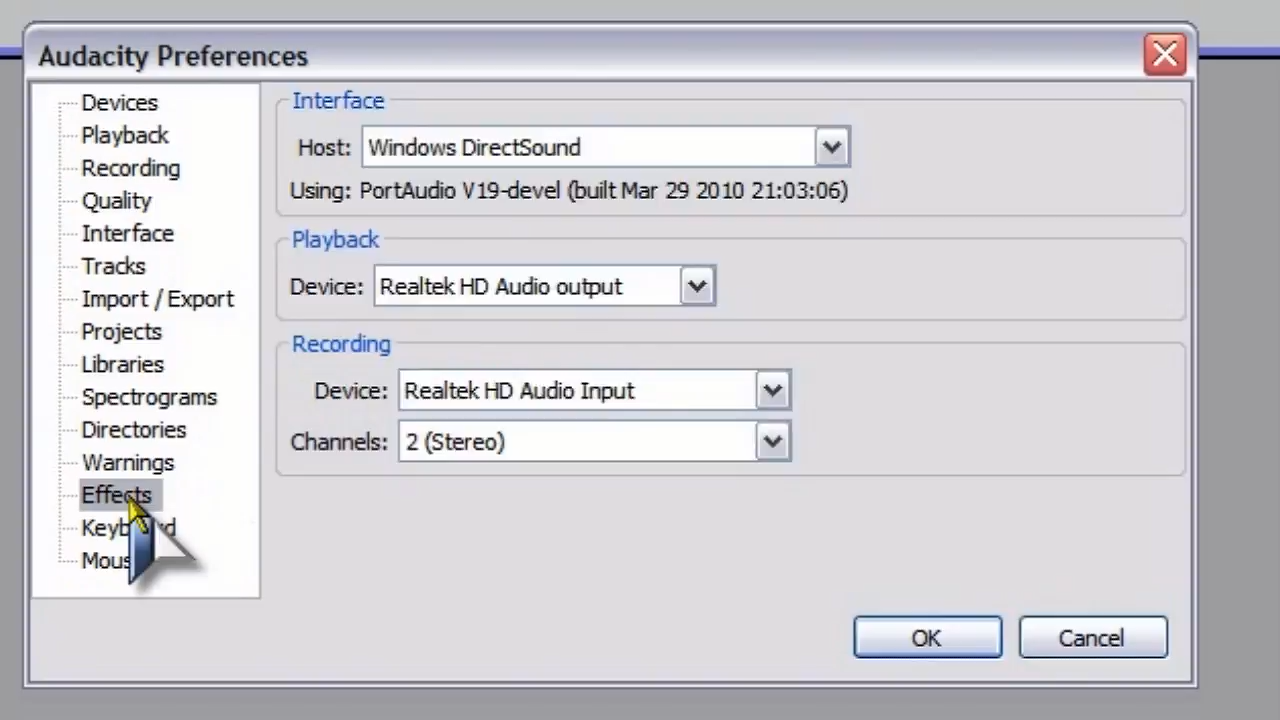 Audacity Preferences
Devices
Playback
Recording
Quality
Interface
Tracks
Import / Export
Projects
Libraries
Spectrograms
Directories
Warnings
Effects
Interface
Host: Windows DirectSound
Using: PortAudio V19-devel (built Mar 29 2010 21:03:06)
Playback
Device: Realtek HD Audio output
Recording
Device: Realtek HD Audio Input
Channels: 2 (Stereo)
OK
Cancel